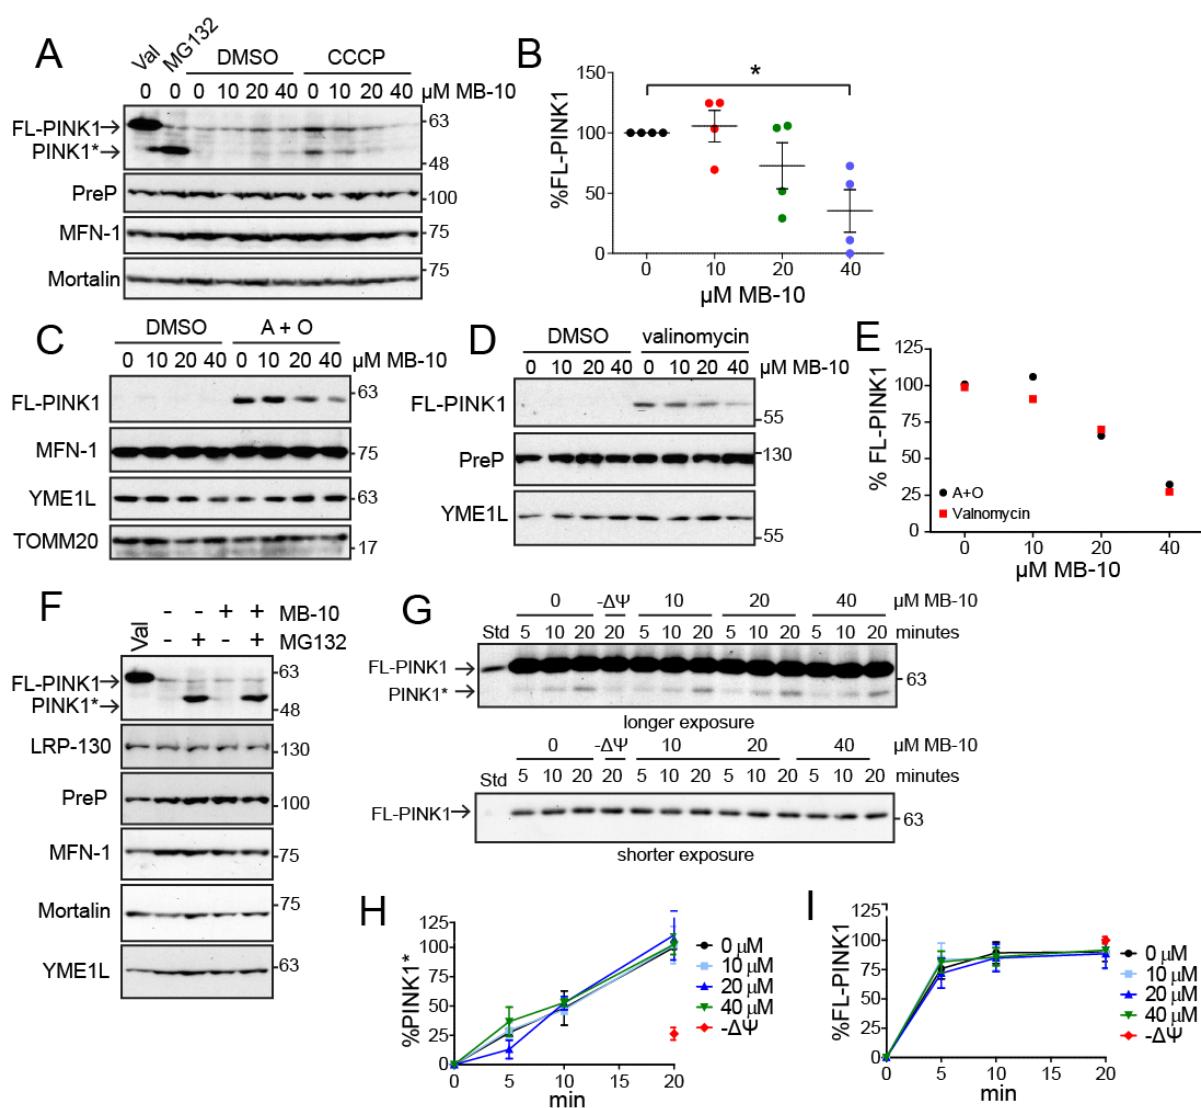 A
Val
MG132
DMSO
CCCP
0 0 0 10 20 40 0 10 20 40 µM MB-10
FL-PINK1
PINK1*
63
48
PreP
100
MFN-1
75
Mortalin
75
B
*
%FL-PINK1
150
100
50
0
0 10 20 40
µM MB-10
C
DMSO A + O
0 10 20 40 0 10 20 40 µM MB-10
FL-PINK1
63
MFN-1
75
YME1L
63
TOMM20
17
D
DMSO valinomycin
0 10 20 40 0 10 20 40 µM MB-10
FL-PINK1
55
PreP
130
YME1L
55
E
% FL-PINK1
125
100
75
50
25
0
A+O
Valnomycin
0 10 20 40
µM MB-10
F
Val
- - + + MB-10
- + - + MG132
FL-PINK1
PINK1*
63
48
LRP-130
130
PreP
100
MFN-1
75
Mortalin
75
YME1L
63
G
0 -ΔΨ 10 20 40 µM MB-10
Std 5 10 20 20 5 10 20 5 10 20 5 10 20 minutes
FL-PINK1
PINK1*
63
longer exposure
0 -ΔΨ 10 20 40 µM MB-10
Std 5 10 20 20 5 10 20 5 10 20 5 10 20 minutes
FL-PINK1
63
shorter exposure
H
%PINK1*
125
100
75
50
25
0
0 5 10 15 20
min
0 µM
10 µM
20 µM
40 µM
-ΔΨ
I
%FL-PINK1
125
100
75
50
25
0
0 5 10 15 20
min
0 µM
10 µM
20 µM
40 µM
-ΔΨ